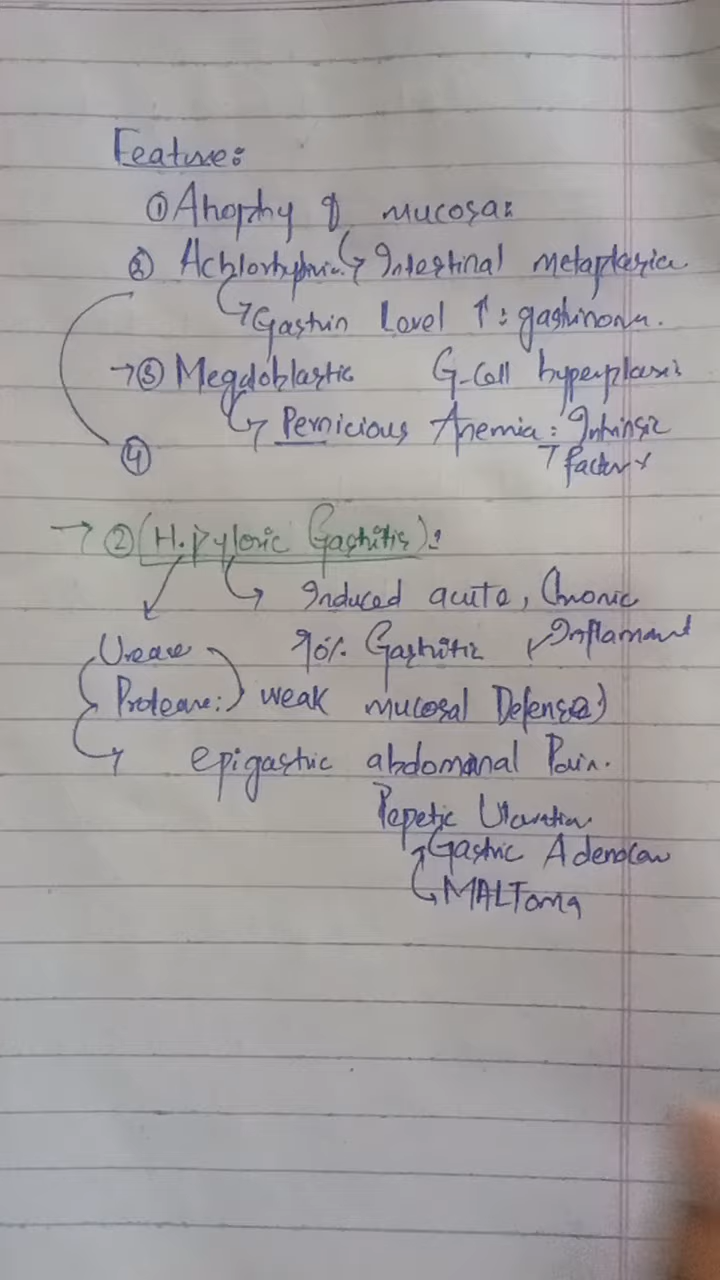 Feature:
① Atrophy of mucosa:
② Achlorhydria. ↳ Intestinal metaplasia
↳ Gastrin Level ↑ : gastrinoma.
→ ③ Megaloblastic G-Cell hyperplasia
↳ Pernicious Anemia : Intrinsic
④ ↑ factor x
→ ② (H. pyloric Gastritis):
↳ Induced acute, Chronic
Urease 90% Gastritis Inflammant
Protease: weak mucosal Defense)
epigastric abdominal Pain.
Pepetic Ulceration
Gastric Adenocar
MALToma